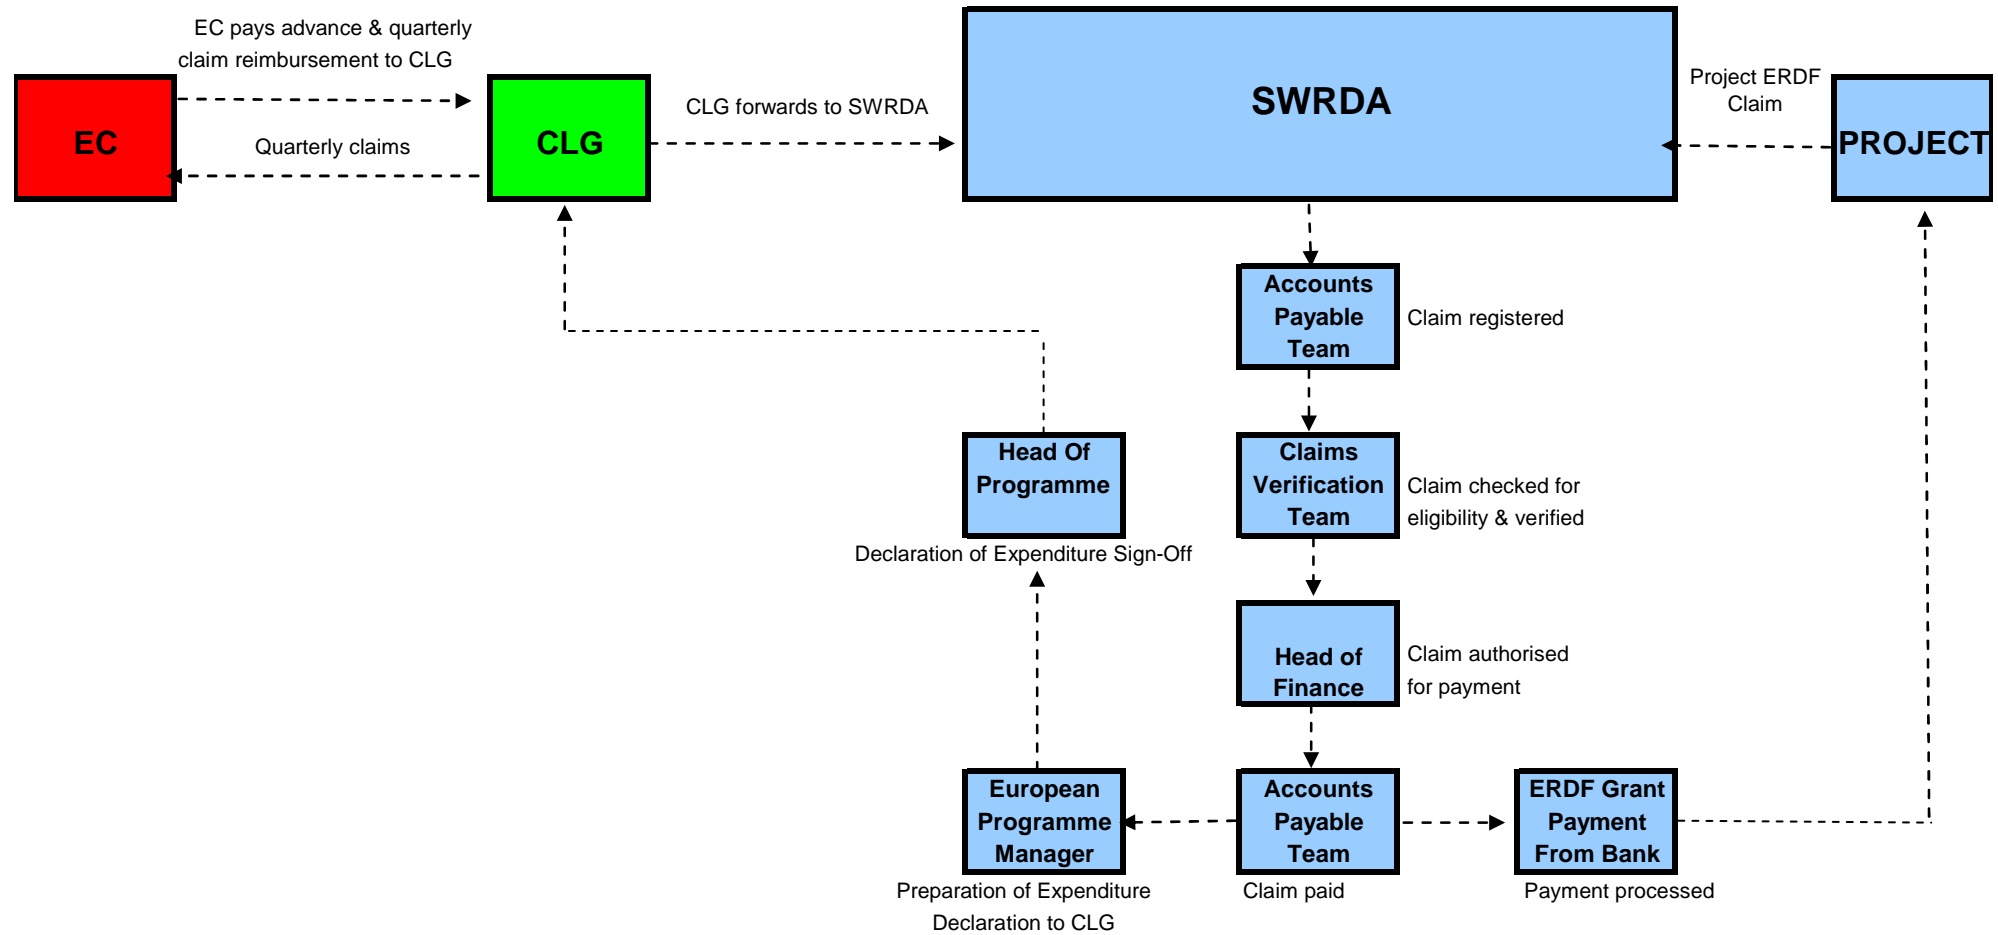 EC pays advance & quarterly
claim reimbursement to CLG
EC
Quarterly claims
CLG
CLG forwards to SWRDA
SWRDA
Project ERDF
Claim
PROJECT
Accounts
Payable
Team
Claim registered
Head Of
Programme
Declaration of Expenditure Sign-Off
Claims
Verification
Team
Claim checked for
eligibility & verified
Head of
Finance
Claim authorised
for payment
European
Programme
Manager
Preparation of Expenditure
Declaration to CLG
Accounts
Payable
Team
Claim paid
ERDF Grant
Payment
From Bank
Payment processed